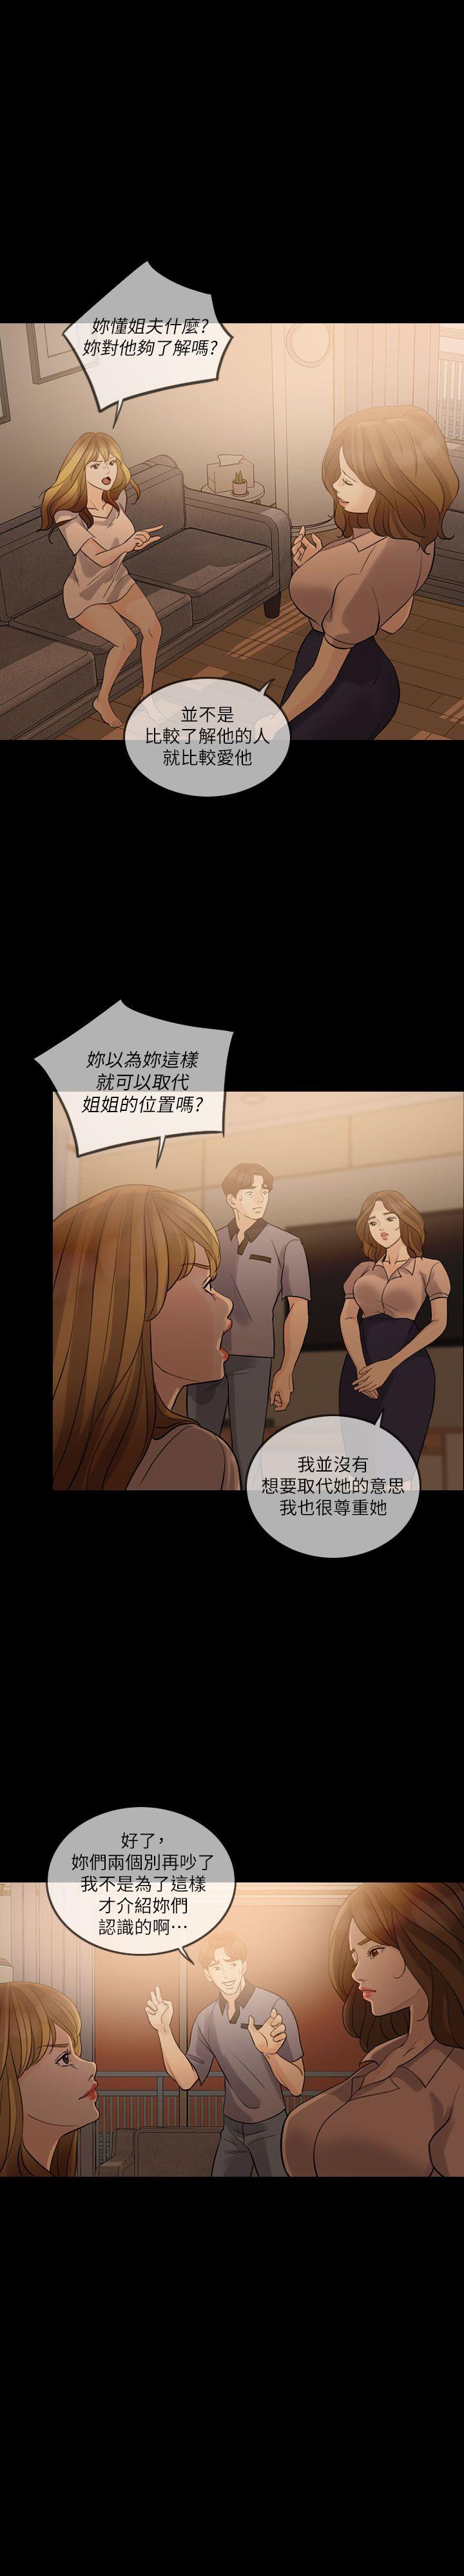 妳懂姐夫什麼?
妳對他夠了解嗎?
並不是
比較了解他的人
就比較愛他
妳以為妳這樣
就可以取代
姐姐的位置嗎?
我並沒有
想要取代她的意思
我也很尊重她
好了,
妳們兩個別再吵了
我不是為了這樣
才介紹妳們
認識的啊…